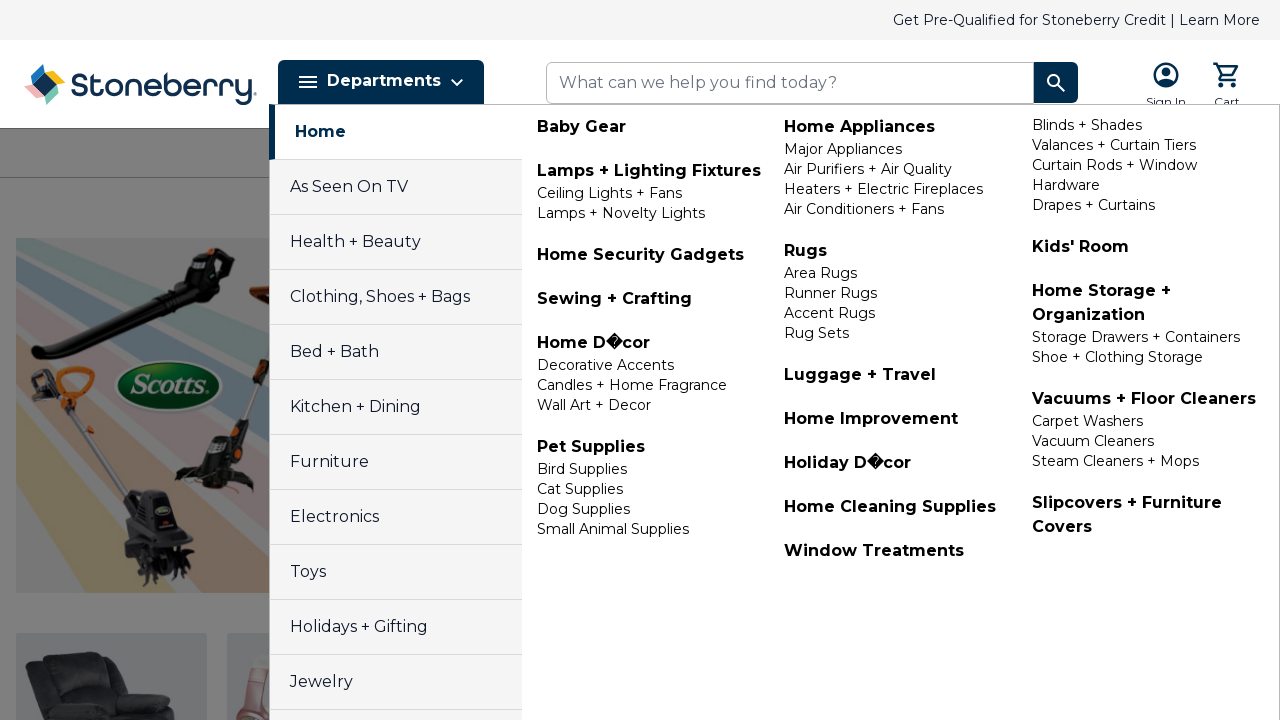 Get Pre-Qualified for Stoneberry Credit | Learn More
Stoneberry
Departments
What can we help you find today?
Sign In
Cart
Home
As Seen On TV
Health + Beauty
Clothing, Shoes + Bags
Bed + Bath
Kitchen + Dining
Furniture
Electronics
Toys
Holidays + Gifting
Jewelry
Baby Gear
Lamps + Lighting Fixtures
Ceiling Lights + Fans
Lamps + Novelty Lights
Home Security Gadgets
Sewing + Crafting
Home D�cor
Decorative Accents
Candles + Home Fragrance
Wall Art + Decor
Pet Supplies
Bird Supplies
Cat Supplies
Dog Supplies
Small Animal Supplies
Home Appliances
Major Appliances
Air Purifiers + Air Quality
Heaters + Electric Fireplaces
Air Conditioners + Fans
Rugs
Area Rugs
Runner Rugs
Accent Rugs
Rug Sets
Luggage + Travel
Home Improvement
Holiday D�cor
Home Cleaning Supplies
Window Treatments
Blinds + Shades
Valances + Curtain Tiers
Curtain Rods + Window
Hardware
Drapes + Curtains
Kids' Room
Home Storage +
Organization
Storage Drawers + Containers
Shoe + Clothing Storage
Vacuums + Floor Cleaners
Carpet Washers
Vacuum Cleaners
Steam Cleaners + Mops
Slipcovers + Furniture
Covers
Scotts